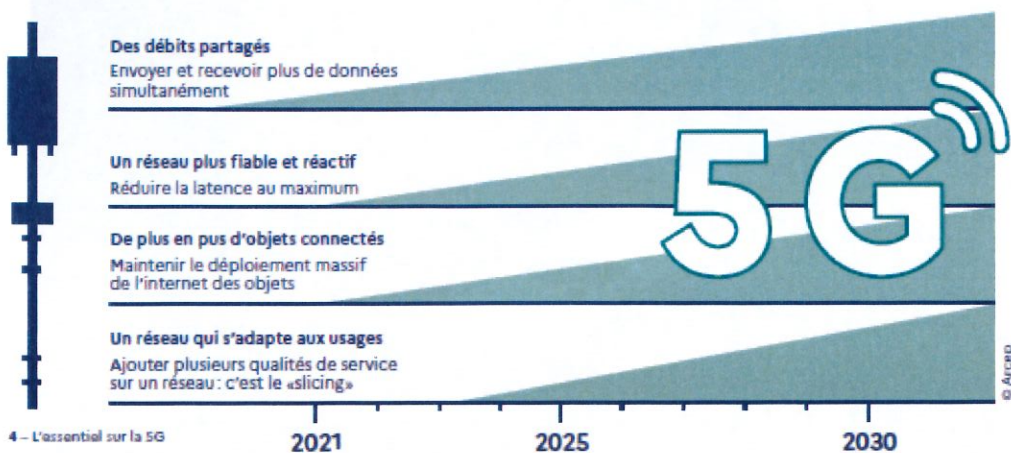 Des débits partagés
Envoyer et recevoir plus de données
simultanément
Un réseau plus fiable et réactif
Réduire la latence au maximum
De plus en pus d'objets connectés
Maintenir le déploiement massif
de l'internet des objets
Un réseau qui s'adapte aux usages
Ajouter plusieurs qualités de service
sur un réseau : c'est le «slicing»
5G
© Arcep
4 – L'essentiel sur la 5G
2021 2025 2030